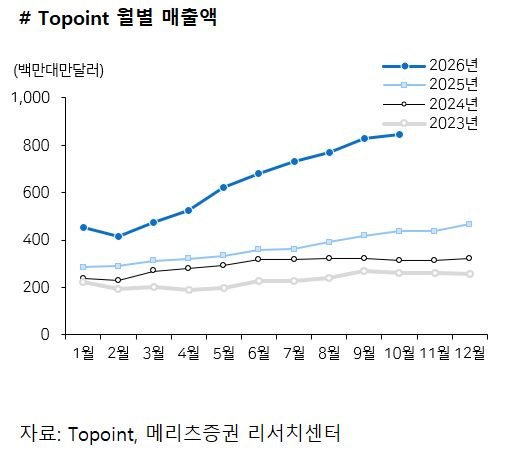 # Topoint 월별 매출액
(백만대만달러)
2026년
2025년
2024년
2023년
1,000
800
600
400
200
0
1월 2월 3월 4월 5월 6월 7월 8월 9월 10월 11월 12월
자료: Topoint, 메리츠증권 리서치센터